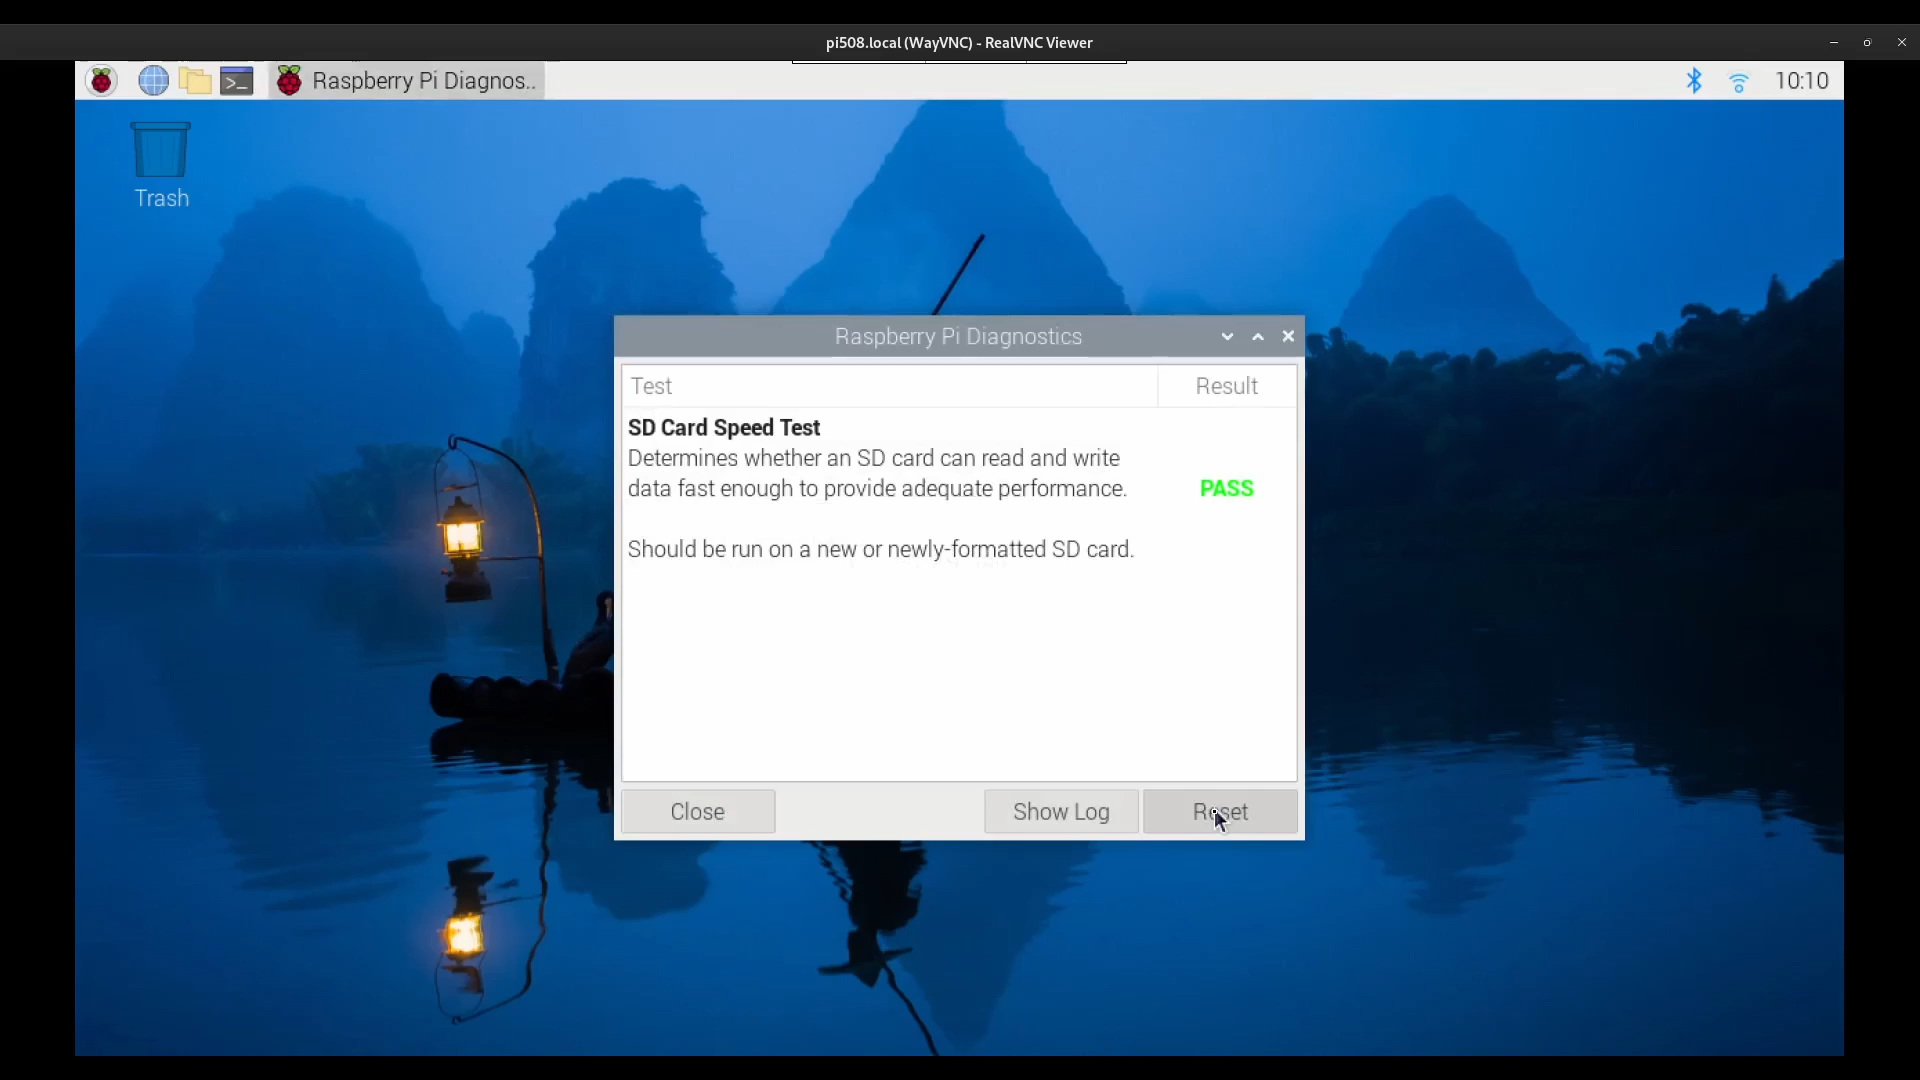 pi508.local (WayVNC) - RealVNC Viewer
>_
Raspberry Pi Diagnos..
10:10
Trash
Raspberry Pi Diagnostics
Test
Result
SD Card Speed Test
Determines whether an SD card can read and write
data fast enough to provide adequate performance.
PASS
Should be run on a new or newly-formatted SD card.
Close
Show Log
Reset